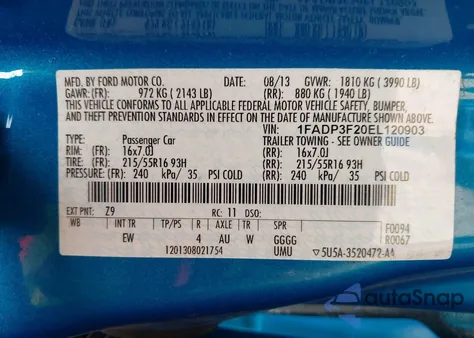 MFD. BY FORD MOTOR CO. DATE: 08/13 GVWR: 1810 KG ( 3990 LB)
GAWR: (FR): 972 KG ( 2143 LB) (RR): 880 KG ( 1940 LB)
THIS VEHICLE CONFORMS TO ALL APPLICABLE FEDERAL MOTOR VEHICLE SAFETY, BUMPER,
AND THEFT PREVENTION STANDARDS IN EFFECT ON THE DATE OF MANUFACTURE SHOWN ABOVE.
VIN: 1FADP3F20EL120903
TYPE: Passenger Car TRAILER TOWING - SEE OWNER GUIDE
RIM: (FR): 16x7.0J (RR): 16x7.0J
TIRE: (FR): 215/55R16 93H (RR): 215/55R16 93H
PRESSURE: (FR): 240 kPa/ 35 PSI COLD (RR): 240 kPa/ 35 PSI COLD
EXT PNT: Z9 RC: 11 DSO:
WB INT TR TP/PS R AXLE TR SPR F0094
EW 4 AU W GGGG R0067
1201308021754 UMU ▽5U5A-3520472-AA
autoSnap